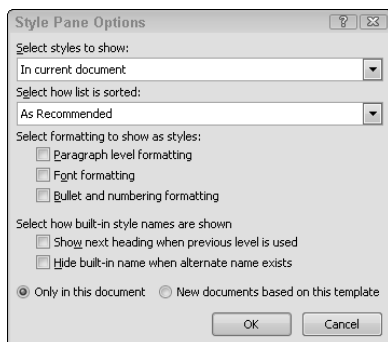 Style Pane Options
Select styles to show:
In current document
Select how list is sorted:
As Recommended
Select formatting to show as styles:
Paragraph level formatting
Font formatting
Bullet and numbering formatting
Select how built-in style names are shown
Show next heading when previous level is used
Hide built-in name when alternate name exists
Only in this document New documents based on this template
OK Cancel